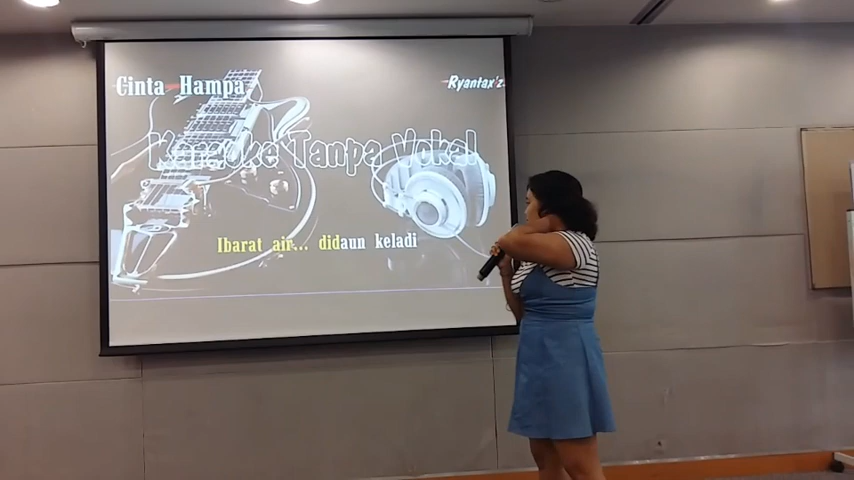 Cinta Hampa
Ryantax'z
Karaoke Tanpa Vokal
Ibarat air... didaun keladi